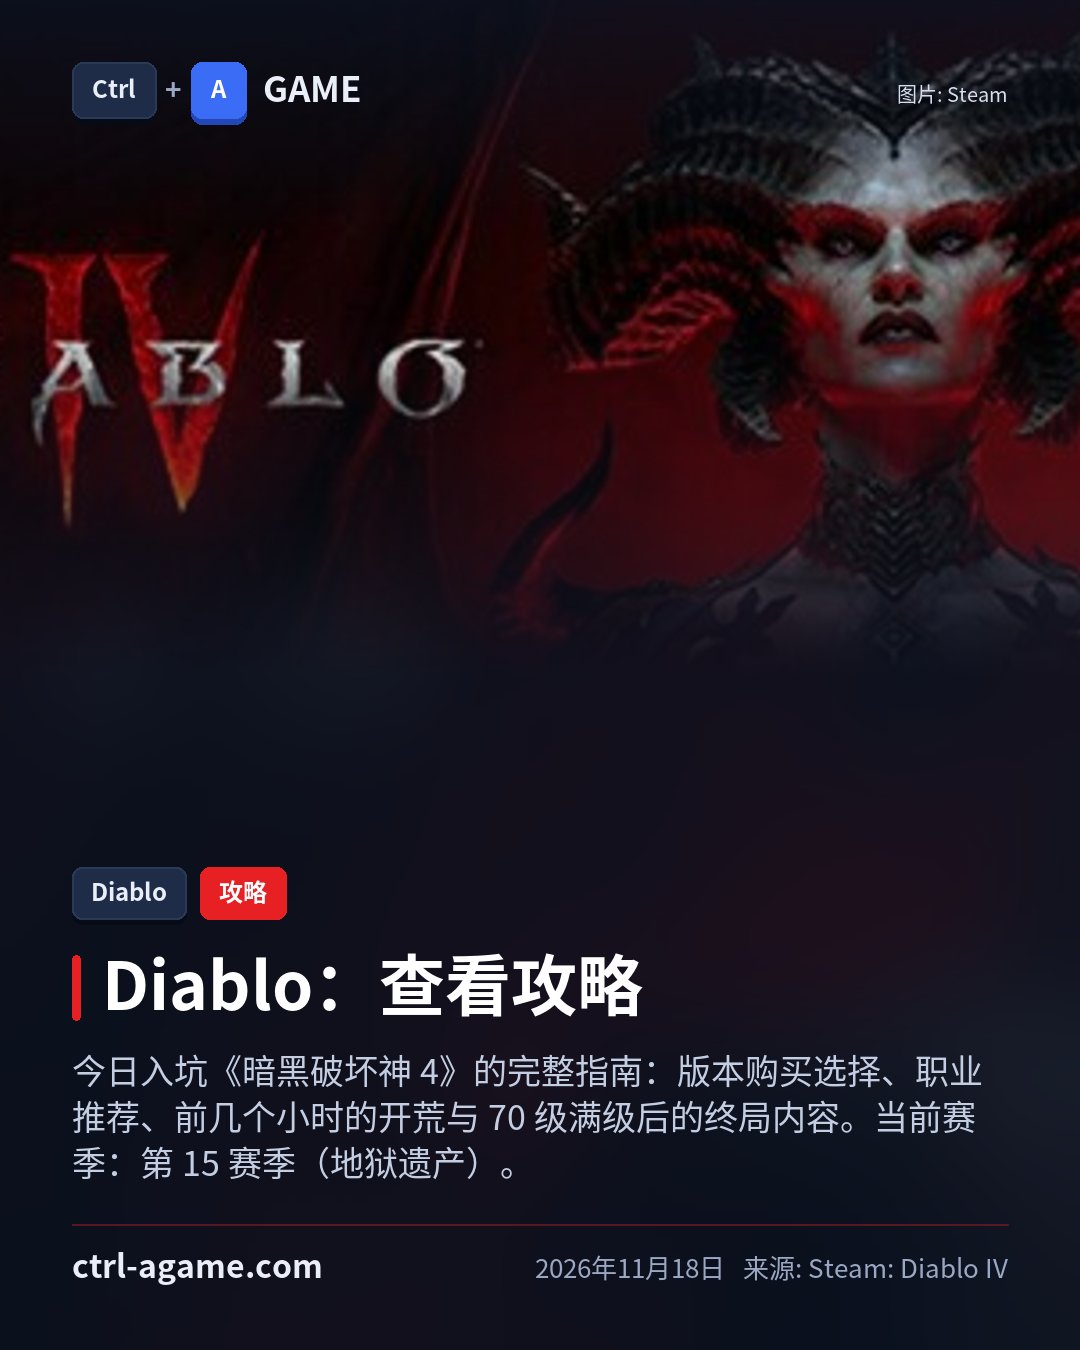 Ctrl + A GAME
图片: Steam
IV
ABLO
Diablo 攻略
Diablo：查看攻略
今日入坑《暗黑破坏神 4》的完整指南：版本购买选择、职业
推荐、前几个小时的开荒与 70 级满级后的终局内容。当前赛
季：第 15 赛季（地狱遗产）。
ctrl-agame.com
2026年11月18日 来源: Steam: Diablo IV